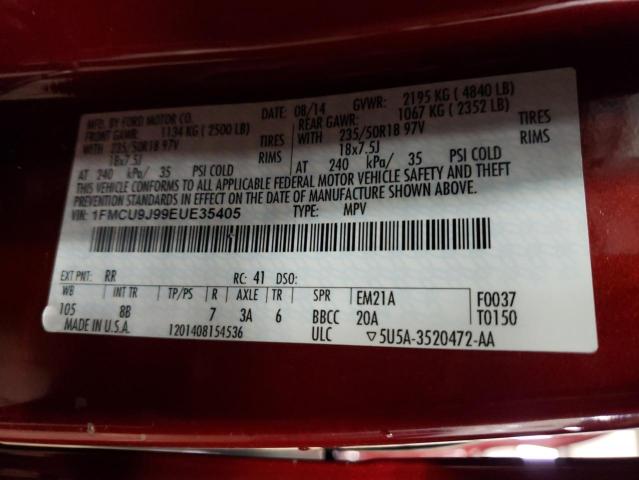 MFD. BY FORD MOTOR CO. DATE: 08/14 GVWR: 2195 KG ( 4840 LB)
FRONT GAWR: 1134 KG ( 2500 LB) REAR GAWR: 1067 KG ( 2352 LB)
WITH 235/50R18 97V TIRES WITH 235/50R18 97V TIRES
18x7.5J RIMS 18x7.5J RIMS
AT 240 kPa/ 35 PSI COLD AT 240 kPa/ 35 PSI COLD
THIS VEHICLE CONFORMS TO ALL APPLICABLE FEDERAL MOTOR VEHICLE SAFETY AND THEFT
PREVENTION STANDARDS IN EFFECT ON THE DATE OF MANUFACTURE SHOWN ABOVE.
VIN: 1FMCU9J99EUE35405 TYPE: MPV
EXT PNT: RR RC: 41 DSO:
WB INT TR TP/PS R AXLE TR SPR EM21A F0037
105 8B 7 3A 6 BBCC 20A T0150
MADE IN U.S.A. 1201408154536 ULC ▽5U5A-3520472-AA